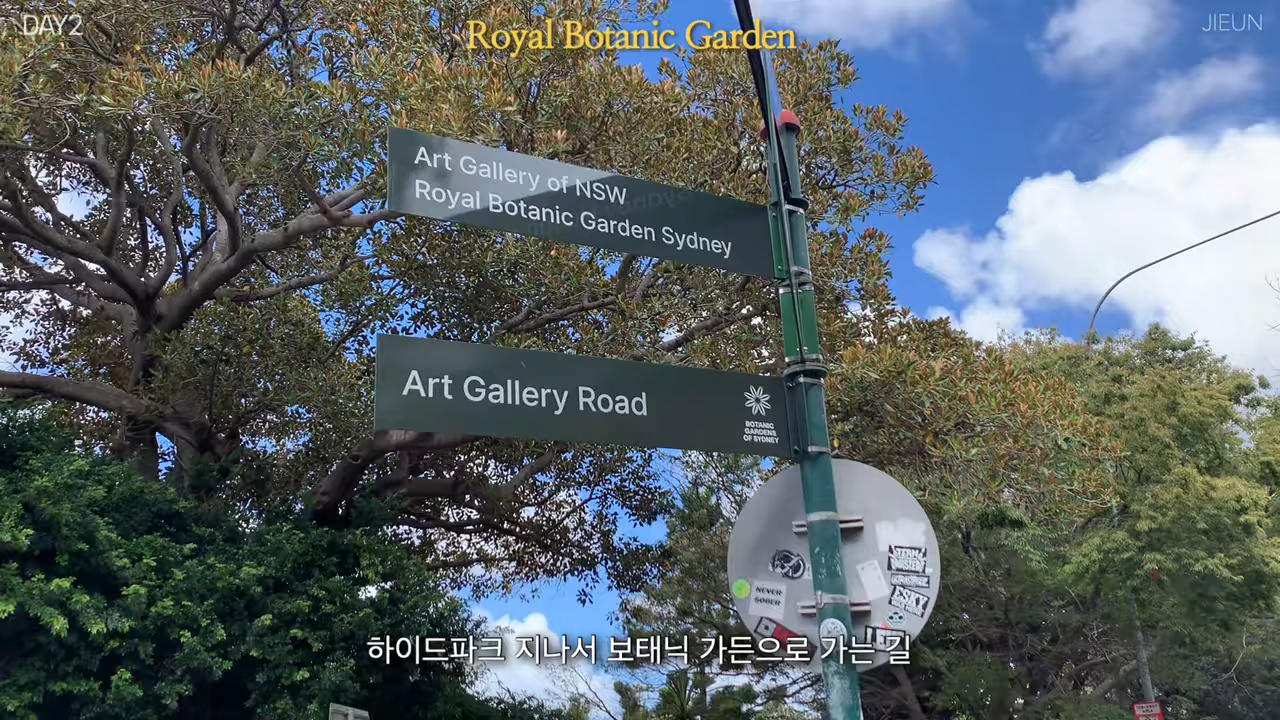 DAY2
Royal Botanic Garden
JIEUN
Art Gallery of NSW
Royal Botanic Garden Sydney
Art Gallery Road
BOTANIC
GARDENS
OF SYDNEY
NEVER
SOBER
ESKY
하이드파크 지나서 보태닉 가든으로 가는 길